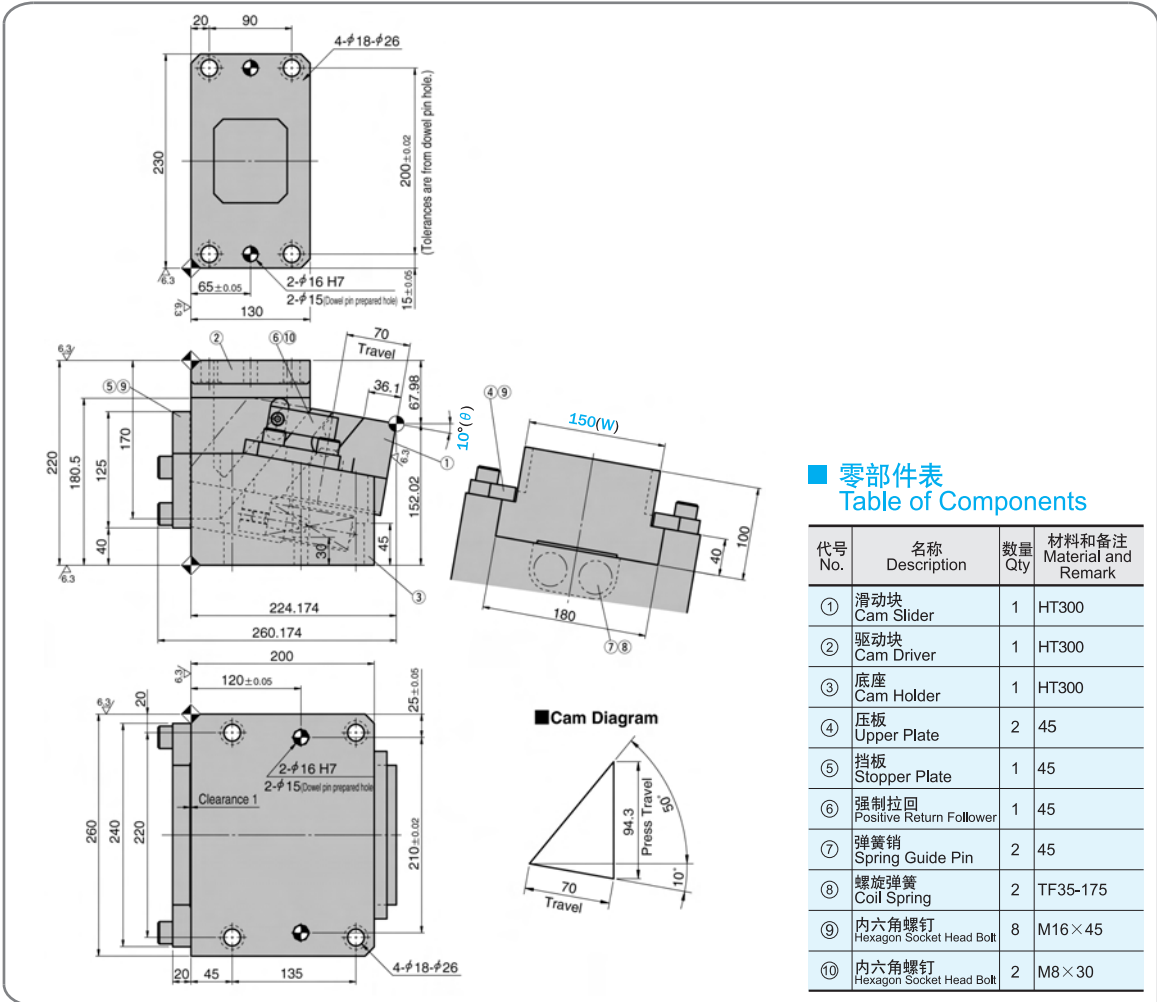 20
90
4-φ18-φ26
230
200±0.02
(Tolerances are from dowel pin hole.)
6.3
65±0.05
2-φ16 H7
2-φ15(Dowel pin prepared hole)
15±0.05
6.3
130
6.3
②
⑥⑩
70
Travel
⑤⑨
36.1
67.98
10°(θ)
6.3
①
220
180.5
125
170
40
30
45
152.02
6.3
③
224.174
260.174
④⑨
150(W)
100
40
180
⑦⑧
200
6.3
120±0.05
25±0.05
6.3
20
2-φ16 H7
2-φ15(Dowel pin prepared hole)
Clearance 1
260
240
220
210±0.02
20
45
135
4-φ18-φ26
■Cam Diagram
94.3
Press Travel
50°
10°
70
Travel
■ 零部件表
Table of Components
代号 名称 数量 材料和备注
No. Description Qty Material and Remark
① 滑动块 1 HT300
Cam Slider
② 驱动块 1 HT300
Cam Driver
③ 底座 1 HT300
Cam Holder
④ 压板 2 45
Upper Plate
⑤ 挡板 1 45
Stopper Plate
⑥ 强制拉回 1 45
Positive Return Follower
⑦ 弹簧销 2 45
Spring Guide Pin
⑧ 螺旋弹簧 2 TF35-175
Coil Spring
⑨ 内六角螺钉 8 M16×45
Hexagon Socket Head Bolt
⑩ 内六角螺钉 2 M8×30
Hexagon Socket Head Bolt